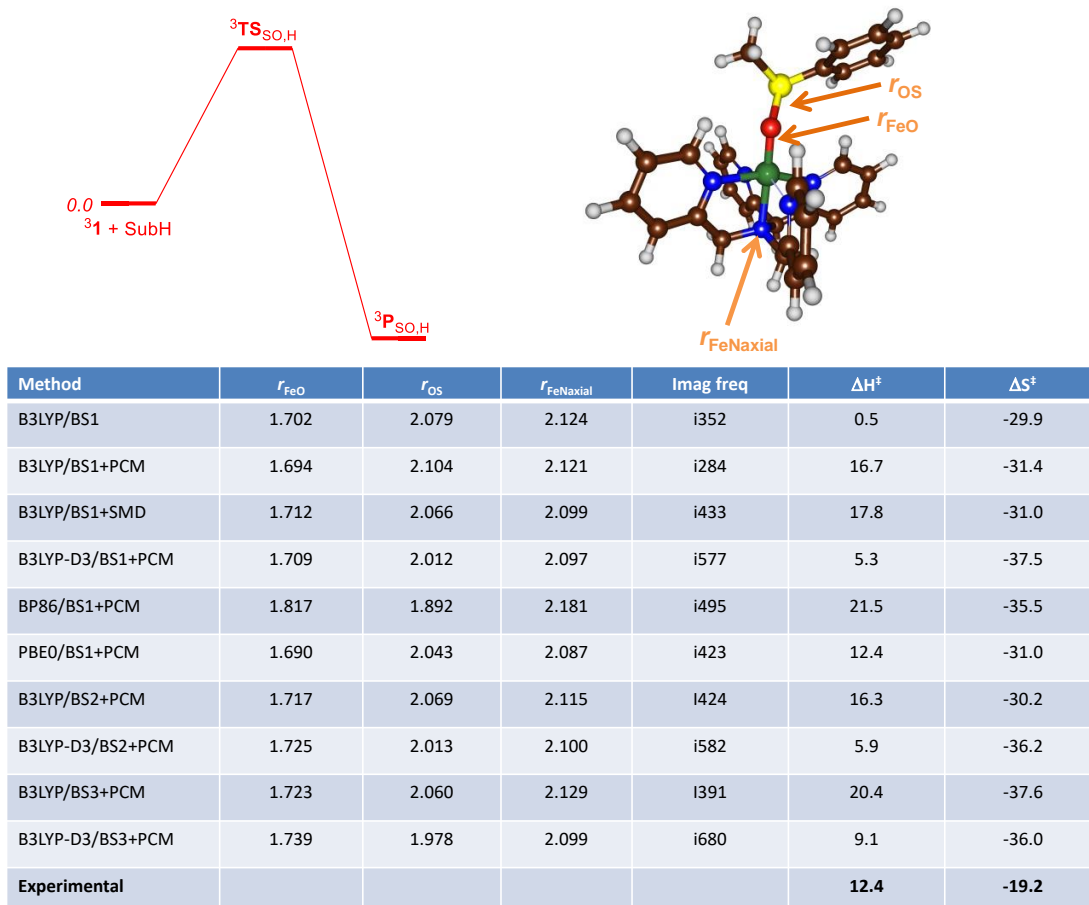 ³TS_SO,H
0.0
³1 + SubH
³P_SO,H
r_OS
r_FeO
r_FeNaxial
Method r_FeO r_OS r_FeNaxial Imag freq ΔH‡ ΔS‡
B3LYP/BS1 1.702 2.079 2.124 i352 0.5 -29.9
B3LYP/BS1+PCM 1.694 2.104 2.121 i284 16.7 -31.4
B3LYP/BS1+SMD 1.712 2.066 2.099 i433 17.8 -31.0
B3LYP-D3/BS1+PCM 1.709 2.012 2.097 i577 5.3 -37.5
BP86/BS1+PCM 1.817 1.892 2.181 i495 21.5 -35.5
PBE0/BS1+PCM 1.690 2.043 2.087 i423 12.4 -31.0
B3LYP/BS2+PCM 1.717 2.069 2.115 I424 16.3 -30.2
B3LYP-D3/BS2+PCM 1.725 2.013 2.100 i582 5.9 -36.2
B3LYP/BS3+PCM 1.723 2.060 2.129 I391 20.4 -37.6
B3LYP-D3/BS3+PCM 1.739 1.978 2.099 i680 9.1 -36.0
Experimental 12.4 -19.2